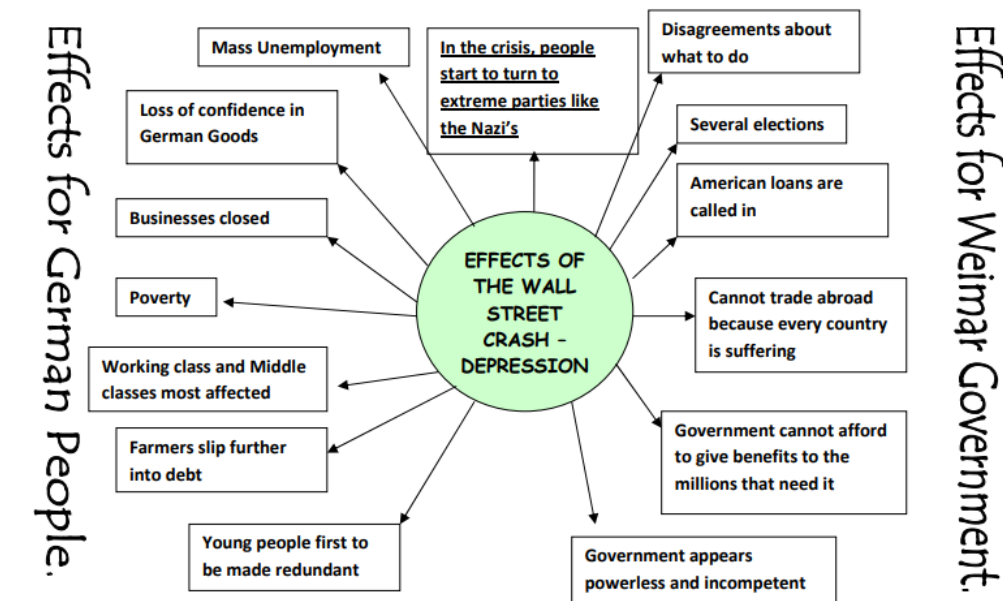 Effects for German People.
Mass Unemployment
Loss of confidence in
German Goods
Businesses closed
Poverty
Working class and Middle
classes most affected
Farmers slip further
into debt
Young people first to
be made redundant
In the crisis, people
start to turn to
extreme parties like
the Nazi's
EFFECTS OF
THE WALL
STREET
CRASH –
DEPRESSION
Disagreements about
what to do
Several elections
American loans are
called in
Cannot trade abroad
because every country
is suffering
Government cannot afford
to give benefits to the
millions that need it
Government appears
powerless and incompetent
Effects for Weimar Government.